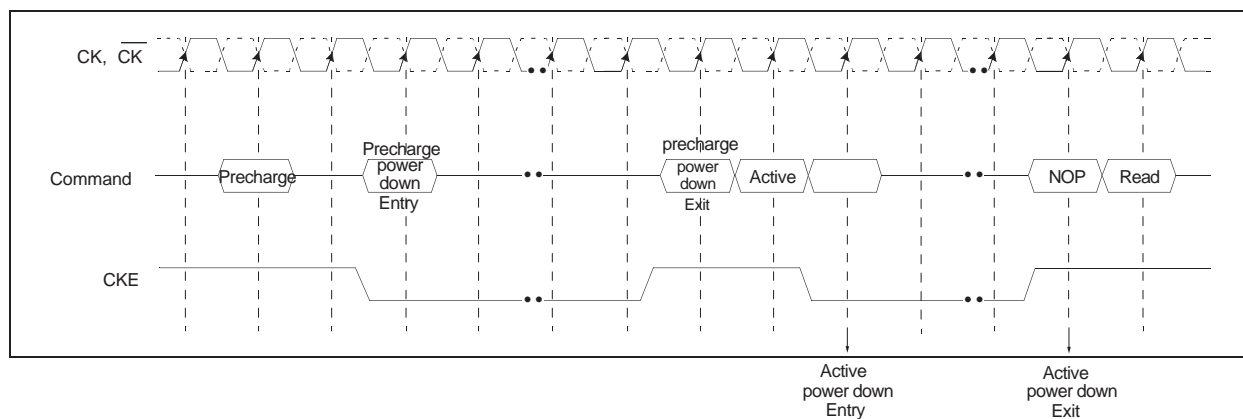 CK, CK
Command
Precharge
Precharge
power
down
Entry
precharge
power
down
Exit
Active
NOP
Read
CKE
Active
power down
Entry
Active
power down
Exit